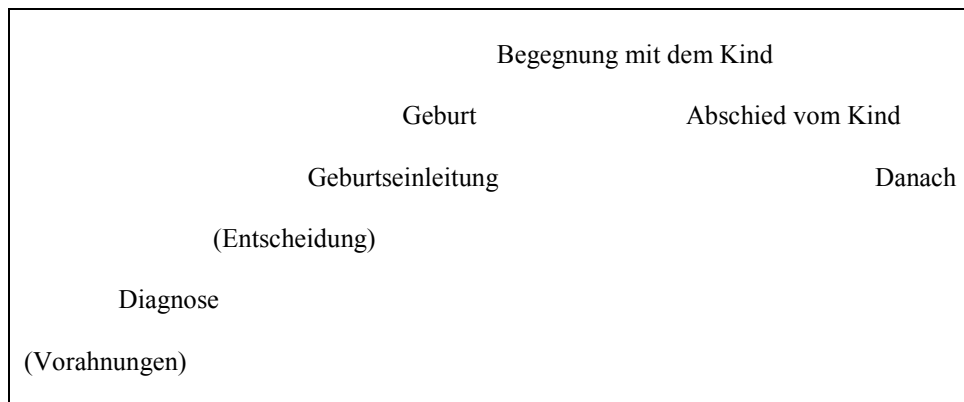 Begegnung mit dem Kind
Geburt Abschied vom Kind
Geburtseinleitung Danach
(Entscheidung)
Diagnose
(Vorahnungen)